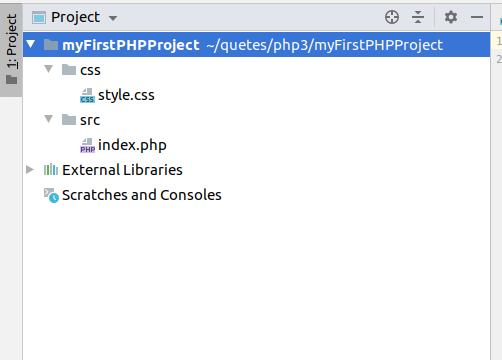 1: Project
Project
1
myFirstPHPProject ~/quetes/php3/myFirstPHPProject
2
css
CSS style.css
src
PHP index.php
External Libraries
Scratches and Consoles